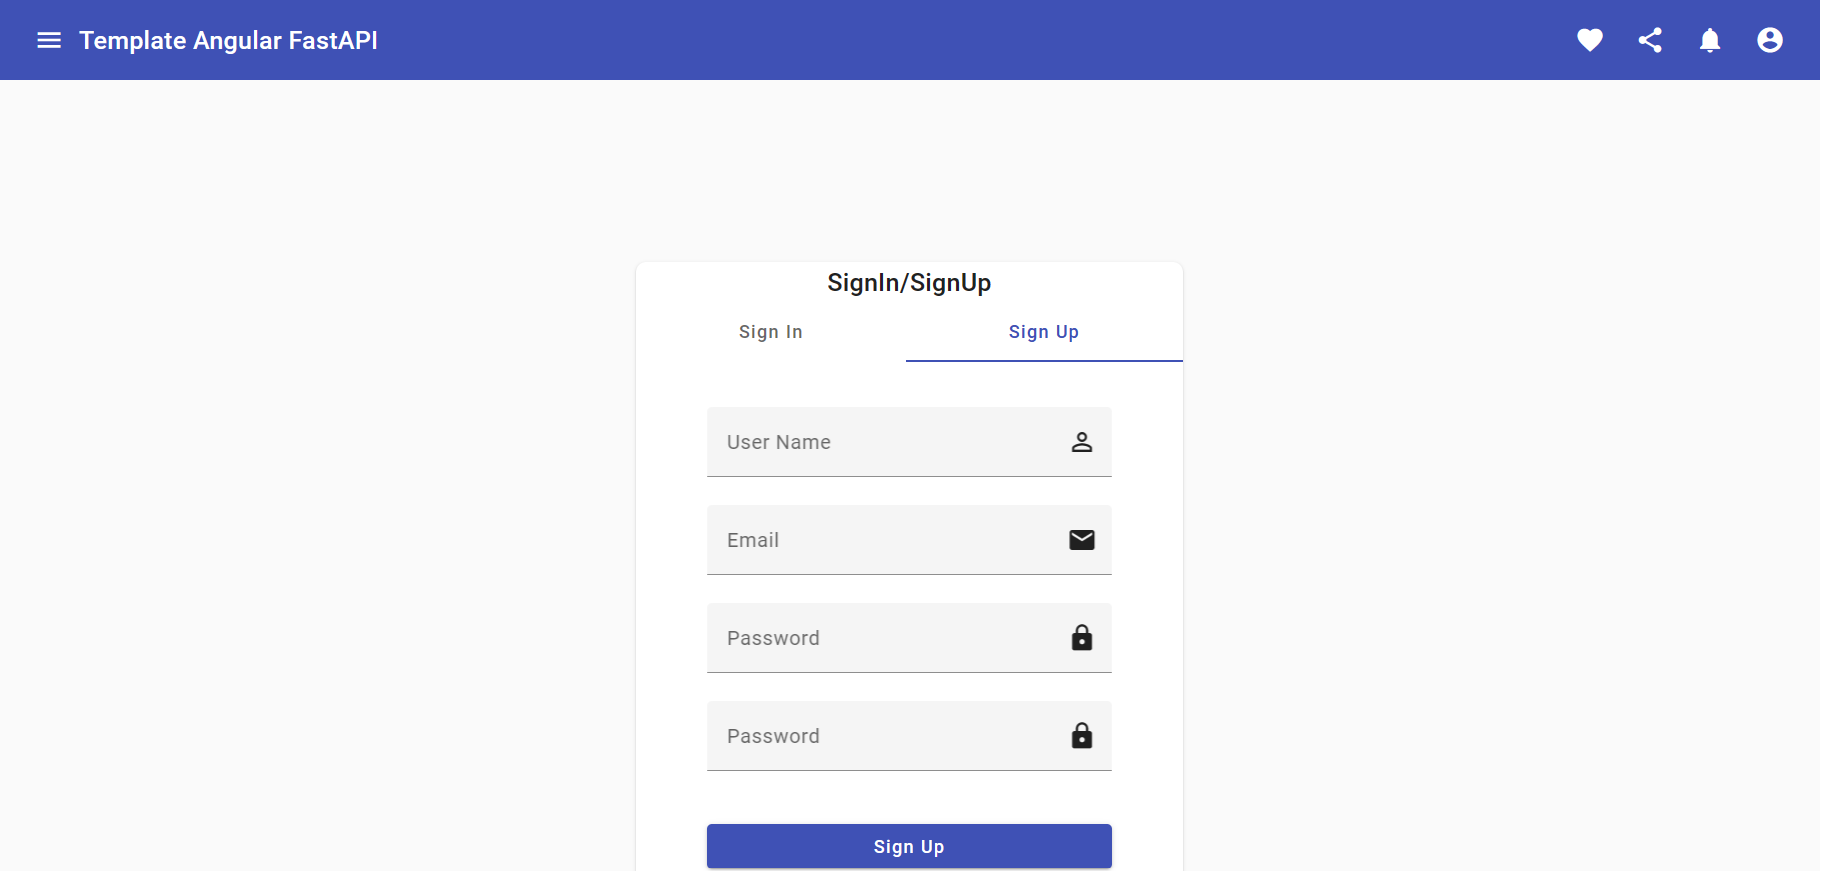 Template Angular FastAPI
SignIn/SignUp
Sign In
Sign Up
User Name
Email
Password
Password
Sign Up